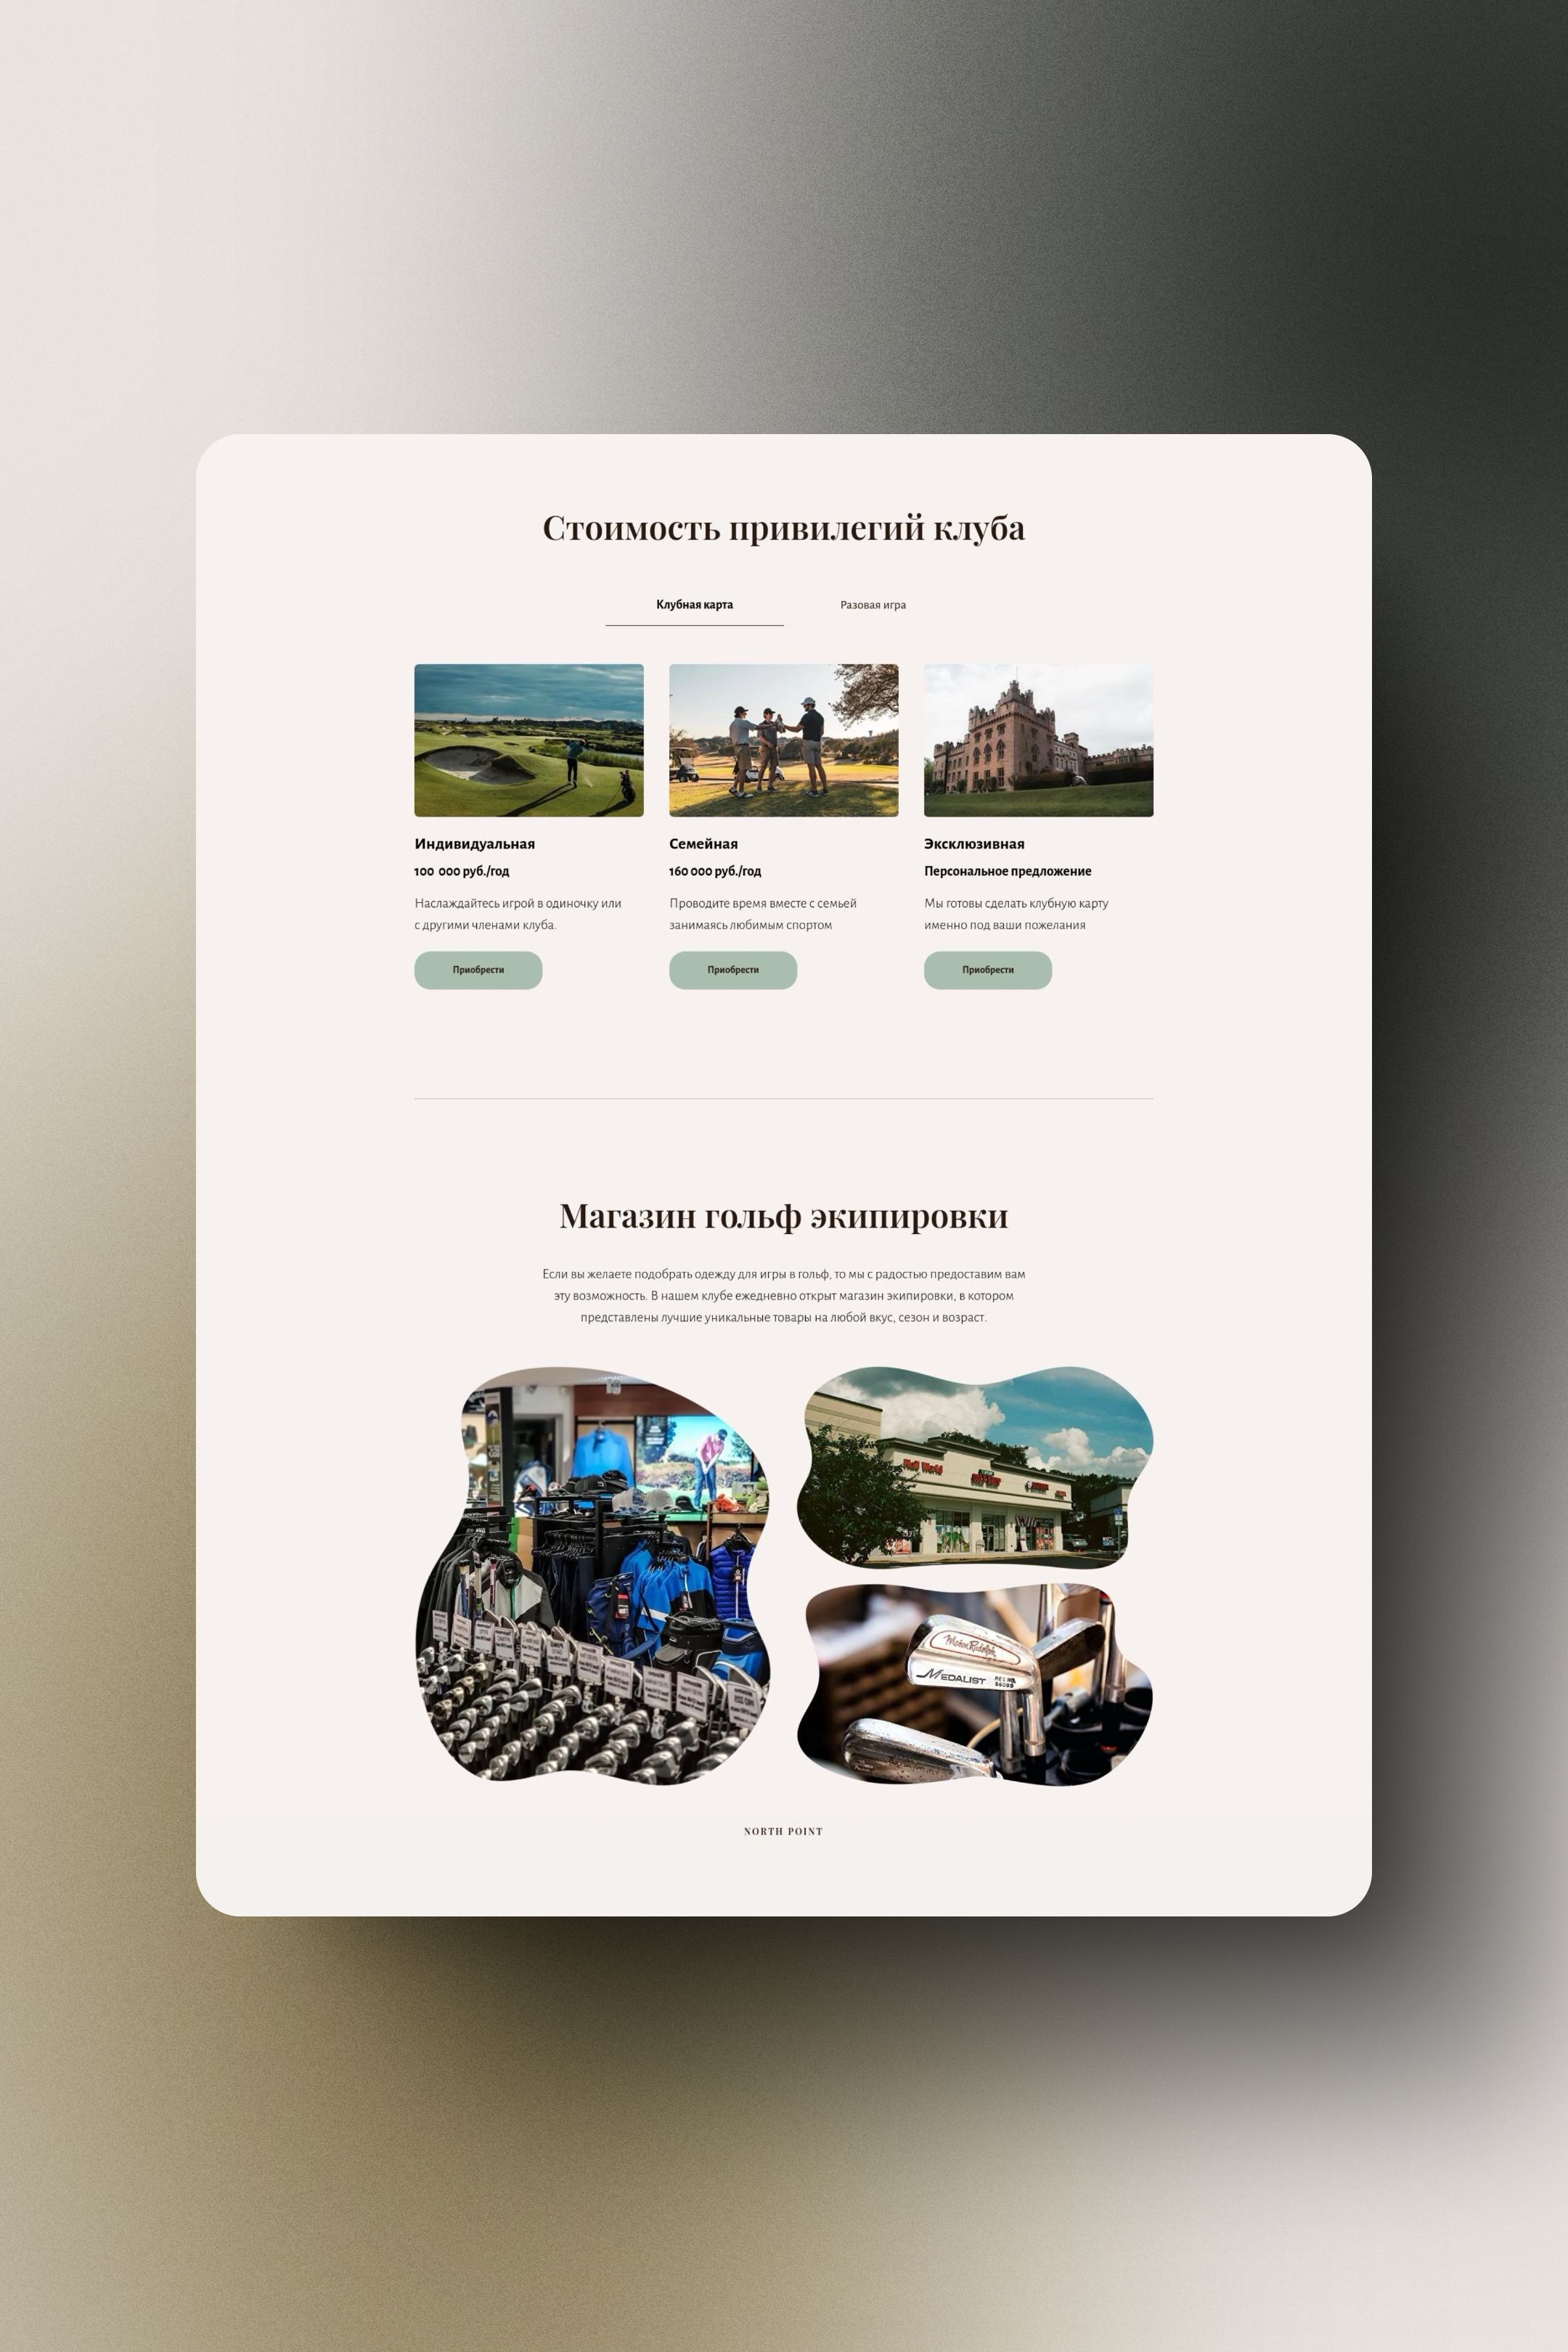 Стоимость привилегий клуба
Клубная карта
Разовая игра
Индивидуальная
100 000 руб./год
Наслаждайтесь игрой в одиночку или
с другими членами клуба.
Приобрести
Семейная
160 000 руб./год
Проводите время вместе с семьей
занимаясь любимым спортом
Приобрести
Эксклюзивная
Персональное предложение
Мы готовы сделать клубную карту
именно под ваши пожелания
Приобрести
Магазин гольф экипировки
Если вы желаете подобрать одежду для игры в гольф, то мы с радостью предоставим вам
эту возможность. В нашем клубе ежедневно открыт магазин экипировки, в котором
представлены лучшие уникальные товары на любой вкус, сезон и возраст.
MEDALIST
REG. NO.
NORTH POINT